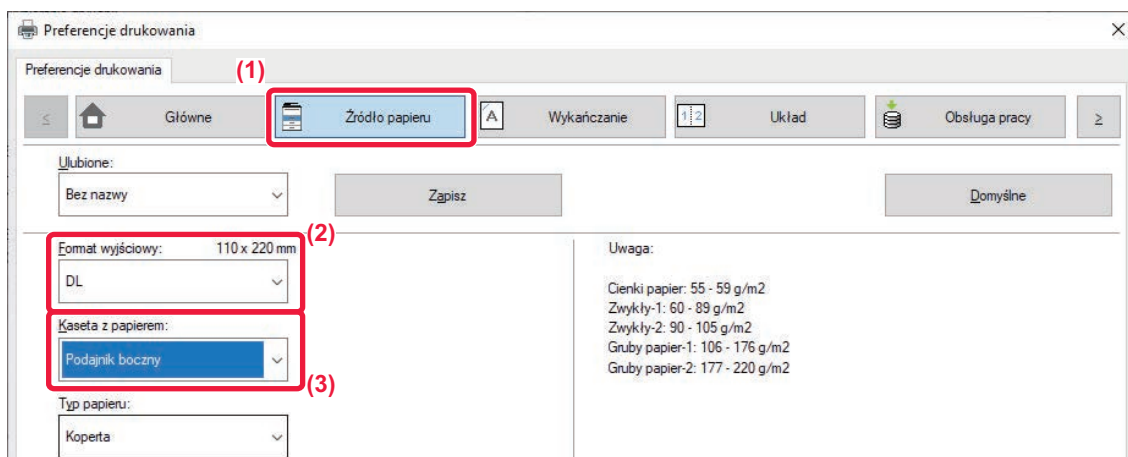 Preferencje drukowania
Preferencje drukowania
(1)
≤ Główne Źródło papieru A Wykańczanie 1 2 Układ Obsługa pracy ≥
Ulubione:
Bez nazwy Zapisz Domyślne
(2)
Format wyjściowy: 110 x 220 mm
DL
Kaseta z papierem:
Podajnik boczny
(3)
Typ papieru:
Koperta
Uwaga:
Cienki papier: 55 - 59 g/m2
Zwykły-1: 60 - 89 g/m2
Zwykły-2: 90 - 105 g/m2
Gruby papier-1: 106 - 176 g/m2
Gruby papier-2: 177 - 220 g/m2